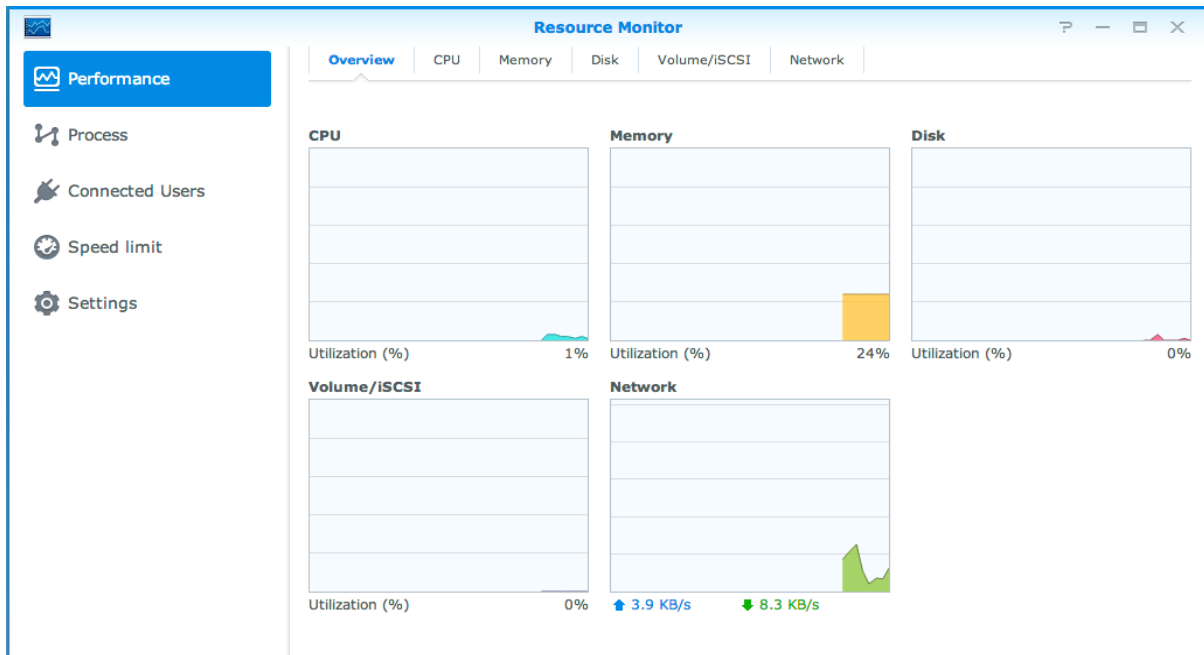 Resource Monitor
Performance
Process
Connected Users
Speed limit
Settings
Overview CPU Memory Disk Volume/iSCSI Network
CPU
Utilization (%) 1%
Memory
Utilization (%) 24%
Disk
Utilization (%) 0%
Volume/iSCSI
Utilization (%) 0%
Network
3.9 KB/s 8.3 KB/s